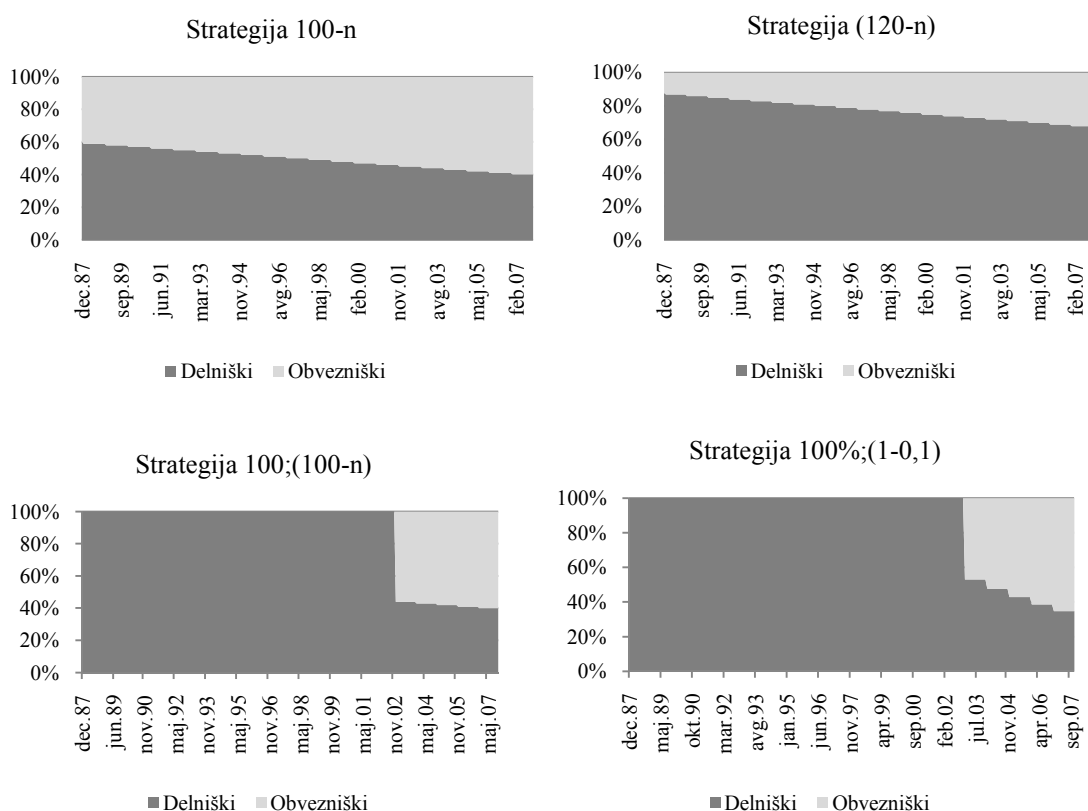 Strategija 100-n
100%
80%
60%
40%
20%
0%
dec.87
sep.89
jun.91
mar.93
nov.94
avg.96
maj.98
feb.00
nov.01
avg.03
maj.05
feb.07
Delniški Obvezniški
Strategija (120-n)
100%
80%
60%
40%
20%
0%
dec.87
sep.89
jun.91
mar.93
nov.94
avg.96
maj.98
feb.00
nov.01
avg.03
maj.05
feb.07
Delniški Obvezniški
Strategija 100;(100-n)
100%
80%
60%
40%
20%
0%
dec.87
jun.89
nov.90
maj.92
nov.93
maj.95
nov.96
maj.98
nov.99
maj.01
nov.02
maj.04
nov.05
maj.07
Delniški Obvezniški
Strategija 100%;(1-0,1)
100%
80%
60%
40%
20%
0%
dec.87
maj.89
okt.90
mar.92
avg.93
jan.95
jun.96
nov.97
apr.99
sep.00
feb.02
jul.03
nov.04
apr.06
sep.07
Delniški Obvezniški